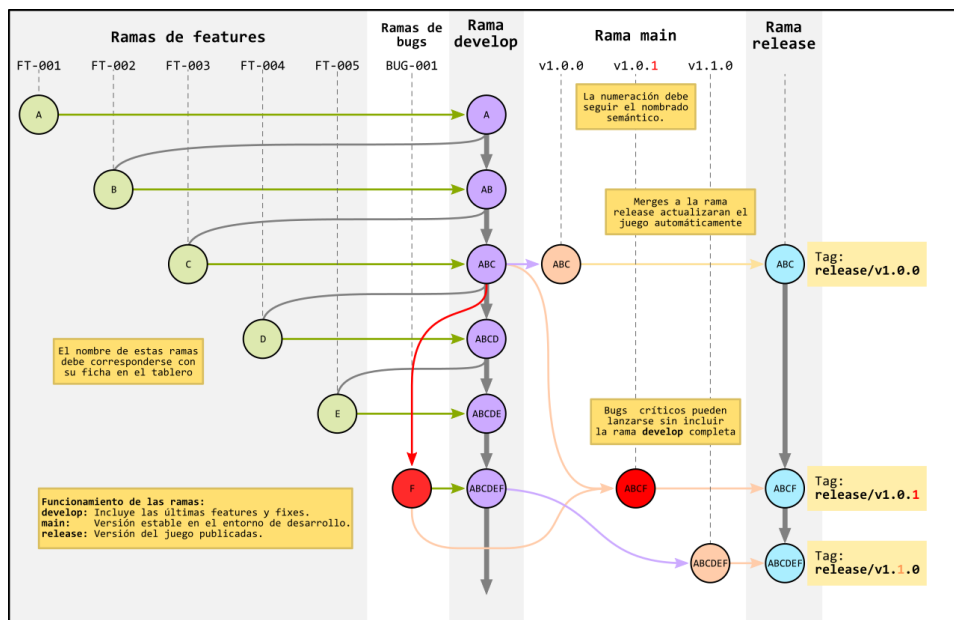 Ramas de features
Ramas de
bugs
Rama
develop
Rama main
Rama
release
FT-001
FT-002
FT-003
FT-004
FT-005
BUG-001
v1.0.0
v1.0.1
v1.1.0
La numeración debe
seguir el nombrado
semántico.
A
A
B
AB
Merges a la rama
release actualizaran el
juego automáticamente
C
ABC
ABC
ABC
Tag:
release/v1.0.0
D
ABCD
El nombre de estas ramas
debe corresponderse con
su ficha en el tablero
E
ABCDE
Bugs críticos pueden
lanzarse sin incluir
la rama develop completa
F
ABCDEF
ABCF
ABCF
Tag:
release/v1.0.1
Funcionamiento de las ramas:
develop: Incluye las últimas features y fixes.
main: Versión estable en el entorno de desarrollo.
release: Versión del juego publicadas.
ABCDEF
ABCDEF
Tag:
release/v1.1.0